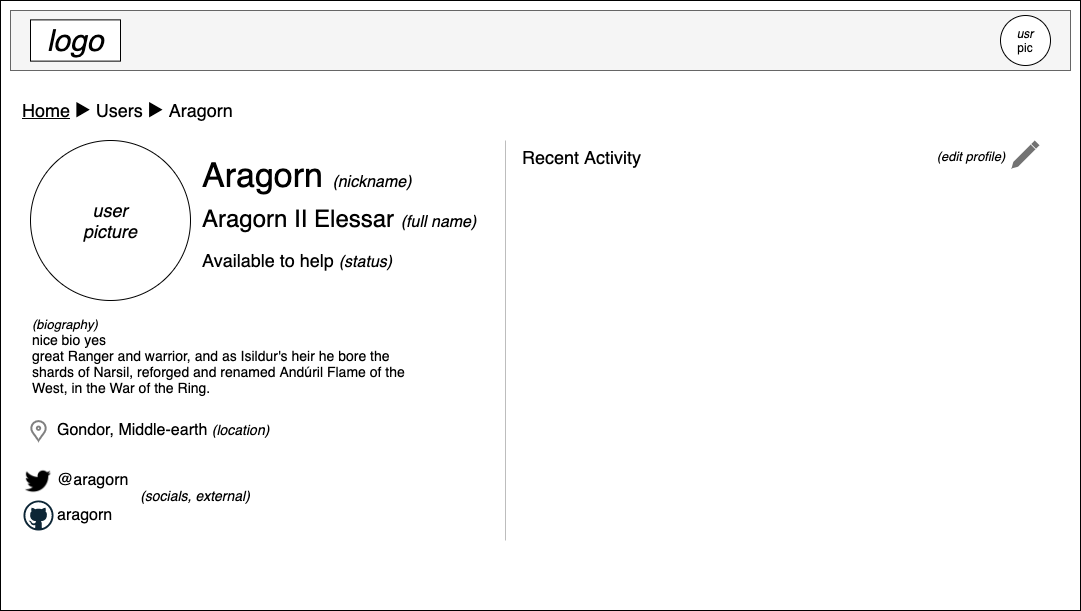 logo
usr
pic
Home ▶ Users ▶ Aragorn
user
picture
Aragorn (nickname)
Aragorn II Elessar (full name)
Available to help (status)
(biography)
nice bio yes
great Ranger and warrior, and as Isildur's heir he bore the
shards of Narsil, reforged and renamed Andúril Flame of the
West, in the War of the Ring.
Gondor, Middle-earth (location)
@aragorn
(socials, external)
aragorn
Recent Activity
(edit profile)